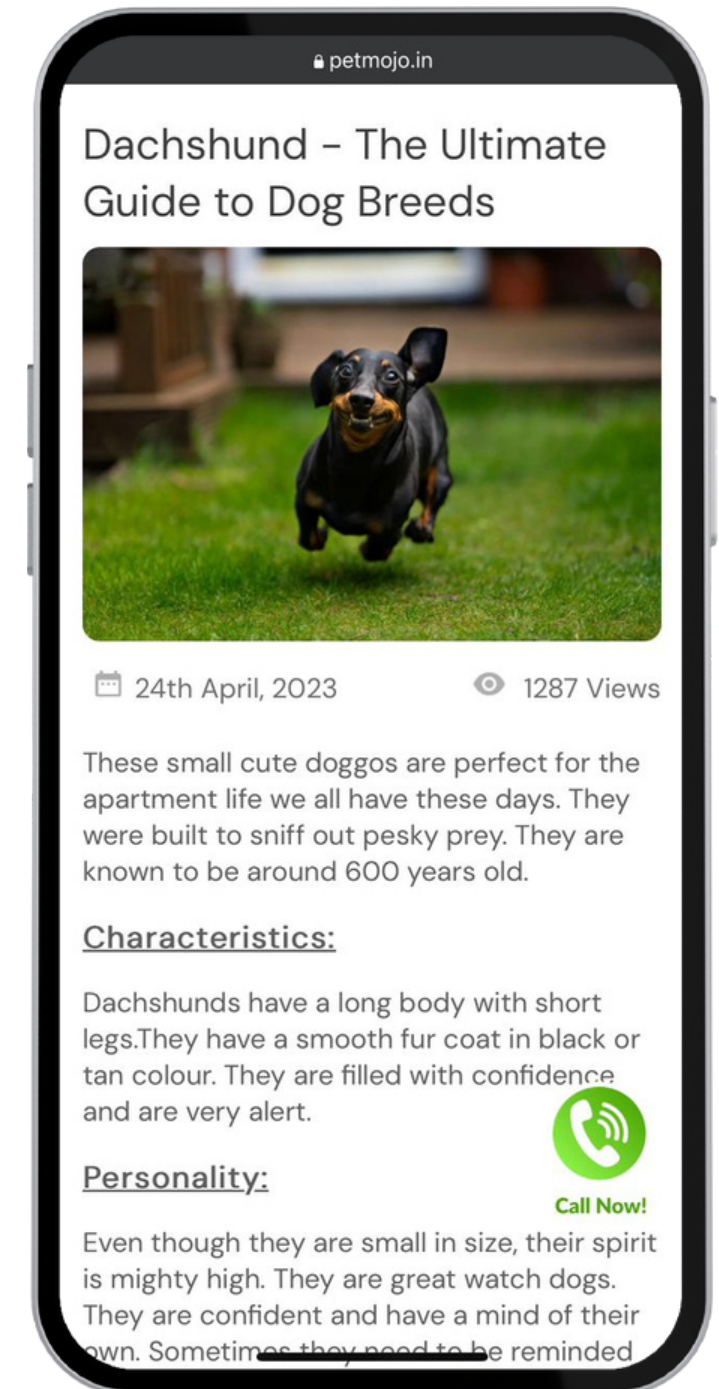 petmojo.in
Dachshund - The Ultimate
Guide to Dog Breeds
24th April, 2023
1287 Views
These small cute doggos are perfect for the
apartment life we all have these days. They
were built to sniff out pesky prey. They are
known to be around 600 years old.
Characteristics:
Dachshunds have a long body with short
legs.They have a smooth fur coat in black or
tan colour. They are filled with confidence
and are very alert.
Call Now!
Personality:
Even though they are small in size, their spirit
is mighty high. They are great watch dogs.
They are confident and have a mind of their
own. Sometimes they need to be reminded